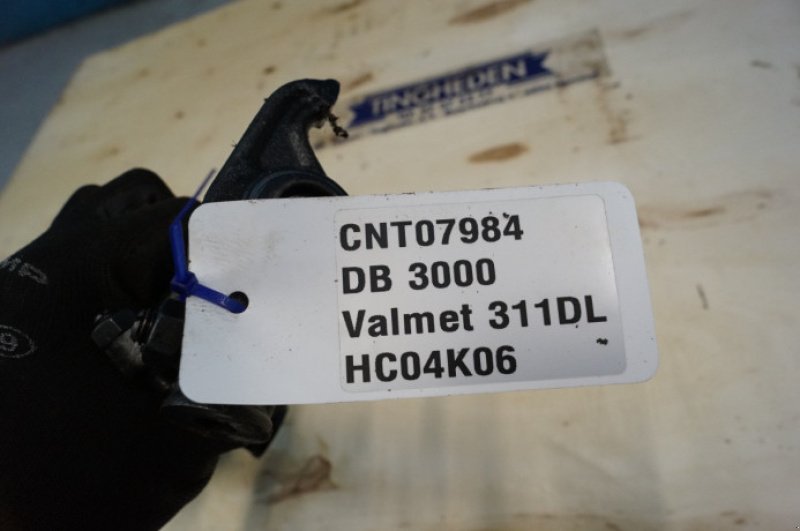 TINGHEDEN
CNT07984
DB 3000
Valmet 311DL
HC04K06